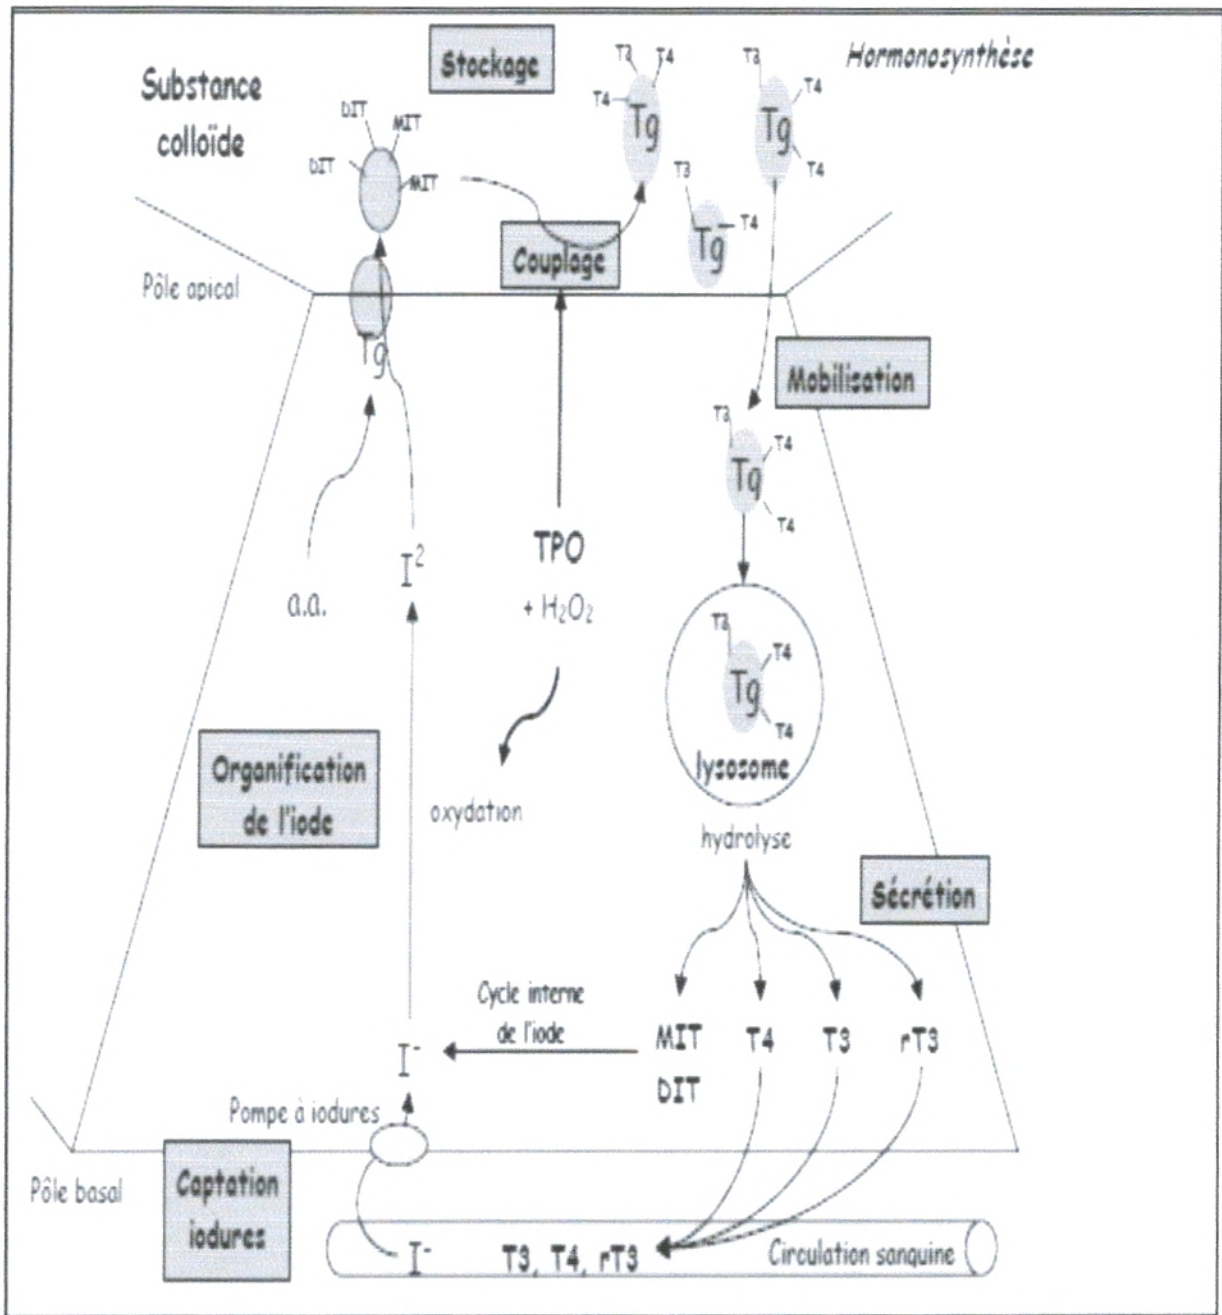 Hormonosynthèse
Stockage
Substance
colloïde
DIT
MIT
DIT
MIT
T3
T4
T4
Tg
T3
T4
Tg
T4
T3
T4
Tg
Couplage
Pôle apical
Tg
Mobilisation
T3
T4
Tg
T4
TPO
+ H₂O₂
I²
a.a.
T3
T4
Tg
T4
lysosome
Organification
de l'iode
oxydation
hydrolyse
Sécrétion
Cycle interne
de l'iode
MIT
DIT
T4
T3
rT3
I⁻
Pompe à iodures
Pôle basal
Captation
iodures
I⁻
T3, T4, rT3
Circulation sanguine